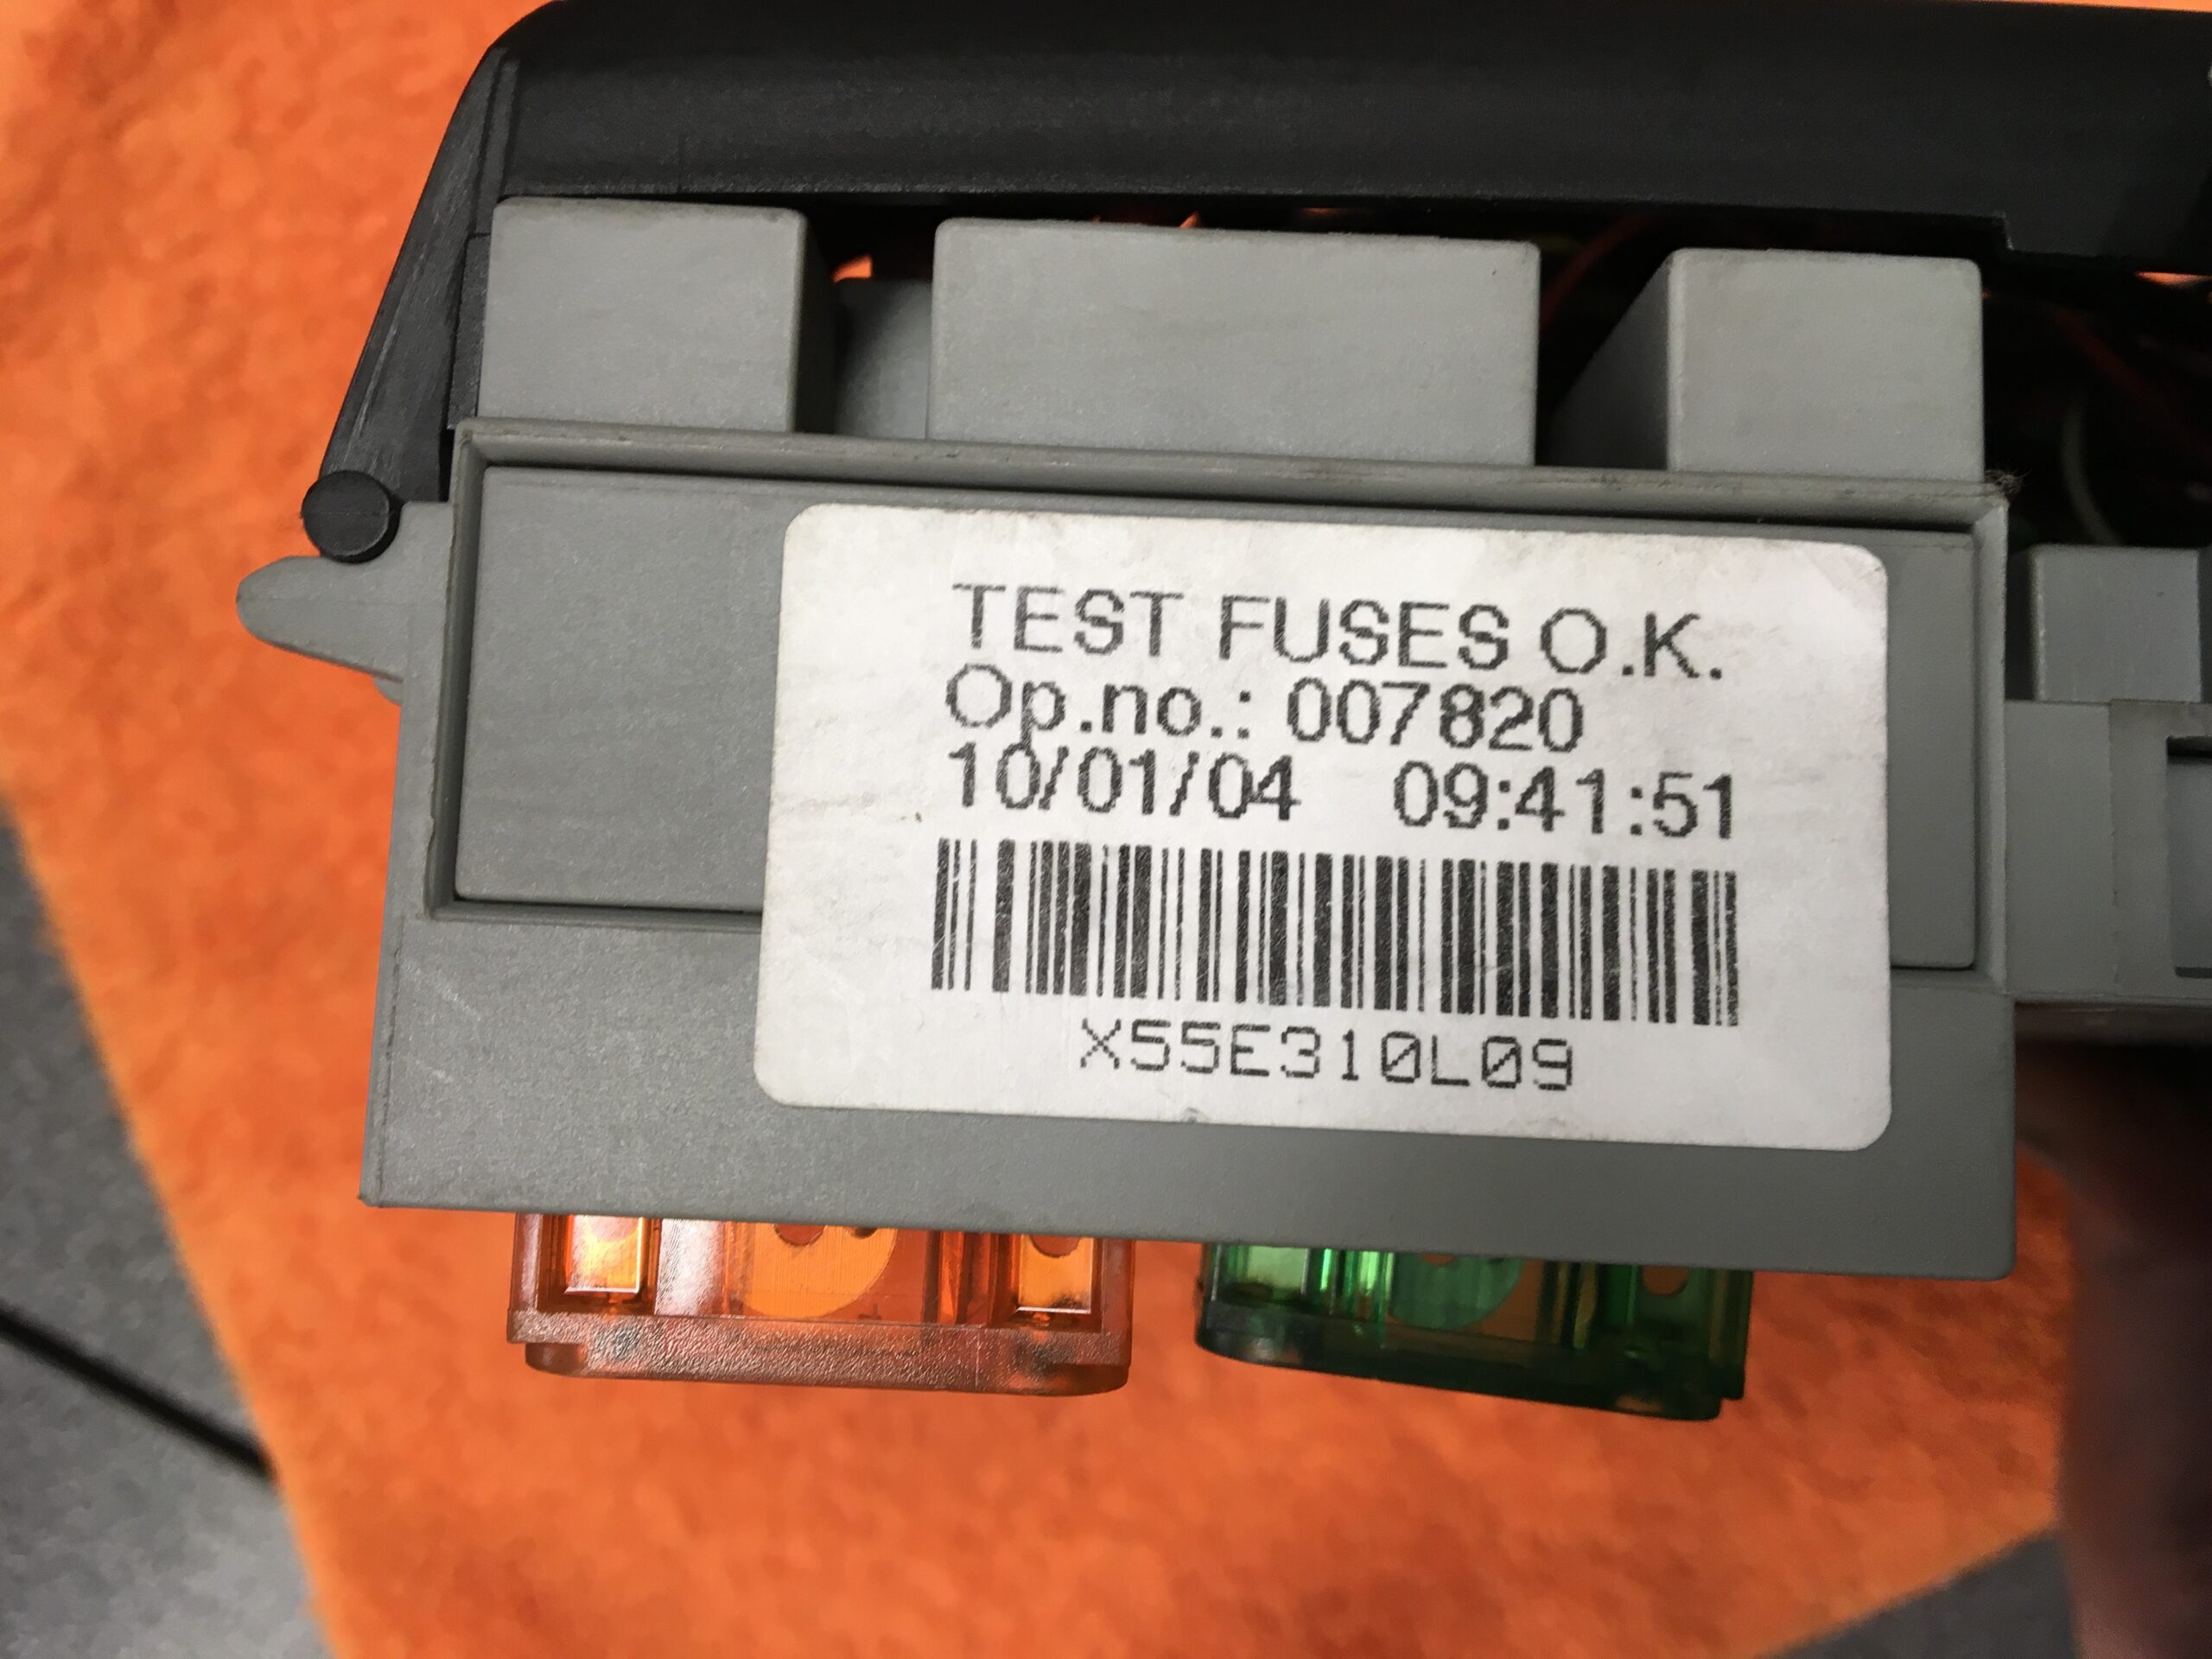 TEST FUSES O.K.
Op.no.: 007820
10/01/04 09:41:51
X55E310L09